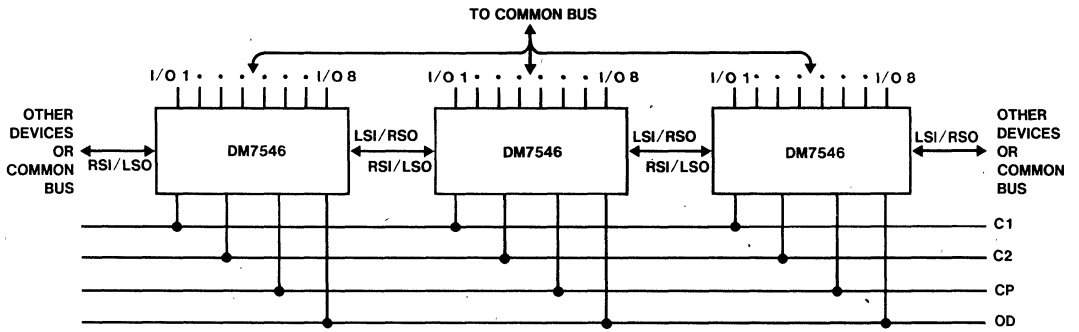 TO COMMON BUS
I/O 1 · · · · · · I/O 8
I/O 1 · · · · · · I/O 8
I/O 1 · · · · · · I/O 8
OTHER
DEVICES
OR
COMMON
BUS
RSI/LSO
DM7546
LSI/RSO
RSI/LSO
DM7546
LSI/RSO
RSI/LSO
DM7546
LSI/RSO
OTHER
DEVICES
OR
COMMON
BUS
C1
C2
CP
OD